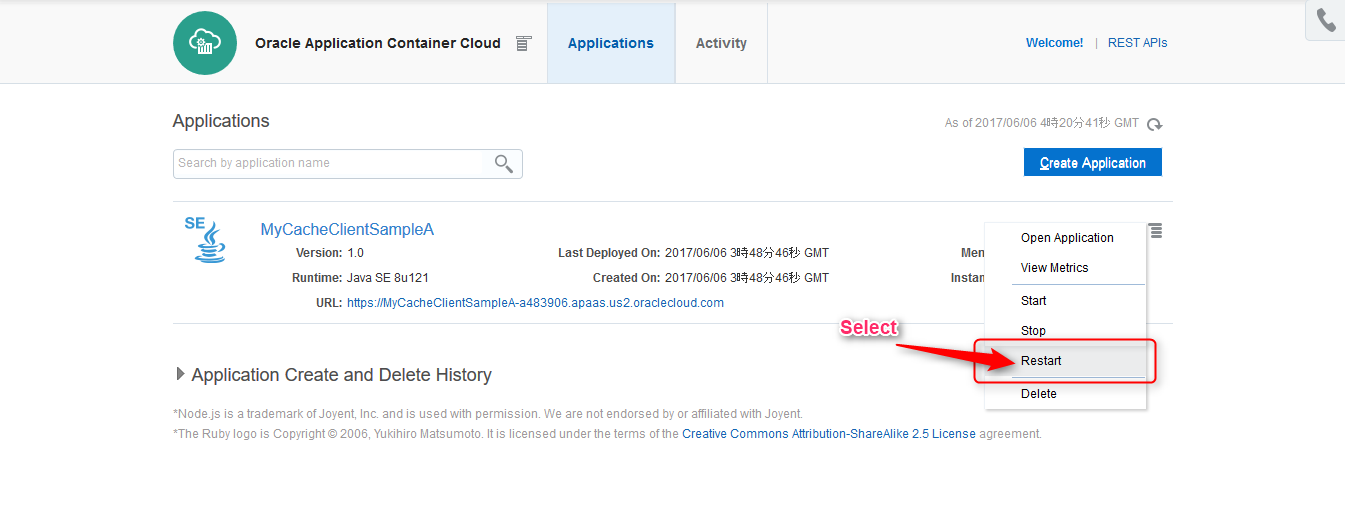 Oracle Application Container Cloud
Applications
Activity
Welcome! | REST APIs
Applications
As of 2017/06/06 4時20分41秒 GMT
Search by application name
Create Application
SE
MyCacheClientSampleA
Version: 1.0
Last Deployed On: 2017/06/06 3時48分46秒 GMT
Mem
Runtime: Java SE 8u121
Created On: 2017/06/06 3時48分46秒 GMT
Instan
URL: https://MyCacheClientSampleA-a483906.apaas.us2.oraclecloud.com
Open Application
View Metrics
Start
Stop
Restart
Delete
Select
Application Create and Delete History
*Node.js is a trademark of Joyent, Inc. and is used with permission. We are not endorsed by or affiliated with Joyent.
*The Ruby logo is Copyright © 2006, Yukihiro Matsumoto. It is licensed under the terms of the Creative Commons Attribution-ShareAlike 2.5 License agreement.